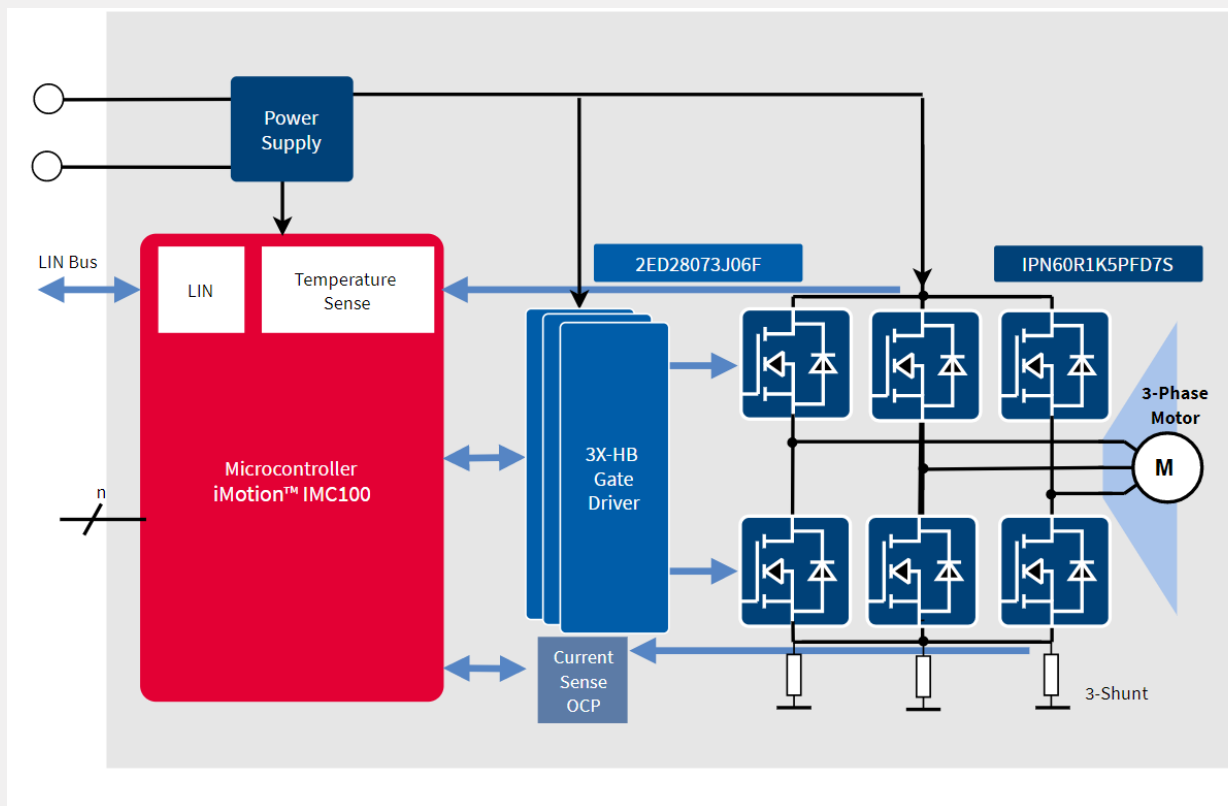 Power
Supply
LIN Bus
LIN
Temperature
Sense
2ED28073J06F
IPN60R1K5PFD7S
3-Phase
Motor
M
3X-HB
Gate
Driver
Microcontroller
iMotion™ IMC100
n
Current
Sense
OCP
3-Shunt